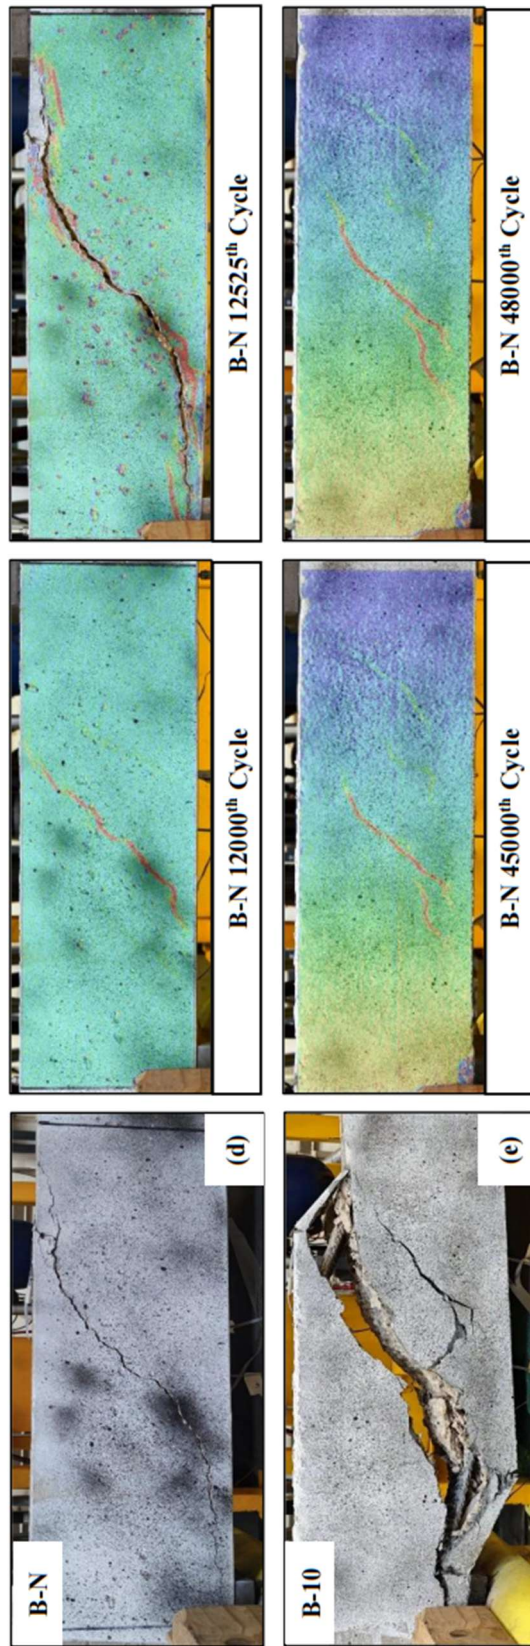 B-N
(d)
B-N 12000th Cycle
B-N 12525th Cycle
B-10
(e)
B-N 45000th Cycle
B-N 48000th Cycle